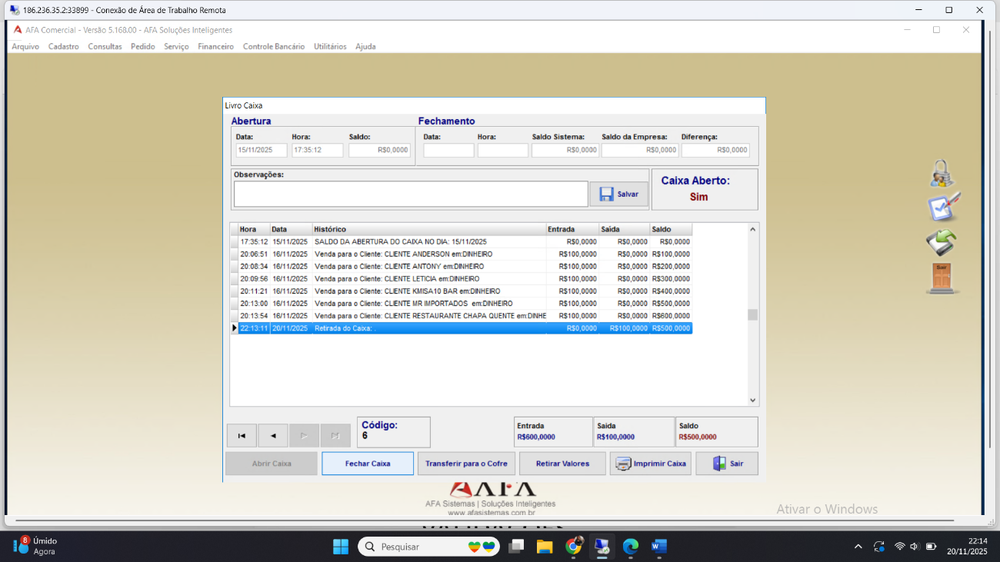 186.236.35.2:33899 - Conexão de Área de Trabalho Remota
AFA Comercial - Versão 5.168.00 - AFA Soluções Inteligentes
Arquivo Cadastro Consultas Pedido Serviço Financeiro Controle Bancário Utilitários Ajuda
Livro Caixa
Abertura Fechamento
Data: Hora: Saldo: Data: Hora: Saldo Sistema: Saldo da Empresa: Diferença:
15/11/2025 17:35:12 R$0,0000 R$0,0000 R$0,0000 R$0,0000
Observações:
Salvar
Caixa Aberto:
Sim
Sair
Hora Data Histórico Entrada Saída Saldo
17:35:12 15/11/2025 SALDO DA ABERTURA DO CAIXA NO DIA: 15/11/2025 R$0,0000 R$0,0000 R$0,0000
20:06:51 16/11/2025 Venda para o Cliente: CLIENTE ANDERSON em:DINHEIRO R$100,0000 R$0,0000 R$100,0000
20:08:34 16/11/2025 Venda para o Cliente: CLIENTE ANTONY em:DINHEIRO R$100,0000 R$0,0000 R$200,0000
20:09:56 16/11/2025 Venda para o Cliente: CLIENTE LETICIA em:DINHEIRO R$100,0000 R$0,0000 R$300,0000
20:11:21 16/11/2025 Venda para o Cliente: CLIENTE KMISA10 BAR em:DINHEIRO R$100,0000 R$0,0000 R$400,0000
20:13:00 16/11/2025 Venda para o Cliente: CLIENTE MR IMPORTADOS em:DINHEIRO R$100,0000 R$0,0000 R$500,0000
20:13:54 16/11/2025 Venda para o Cliente: CLIENTE RESTAURANTE CHAPA QUENTE em:DINHE R$100,0000 R$0,0000 R$600,0000
22:13:11 20/11/2025 Retirada do Caixa: . R$0,0000 R$100,0000 R$500,0000
Código:
6
Entrada Saida Saldo
R$600,0000 R$100,0000 R$500,0000
Abrir Caixa Fechar Caixa Transferir para o Cofre Retirar Valores Imprimir Caixa Sair
AFA
AFA Sistemas | Soluções Inteligentes
www.afasistemas.com.br
Ativar o Windows
8 Úmido
Agora
Pesquisar
22:14
20/11/2025